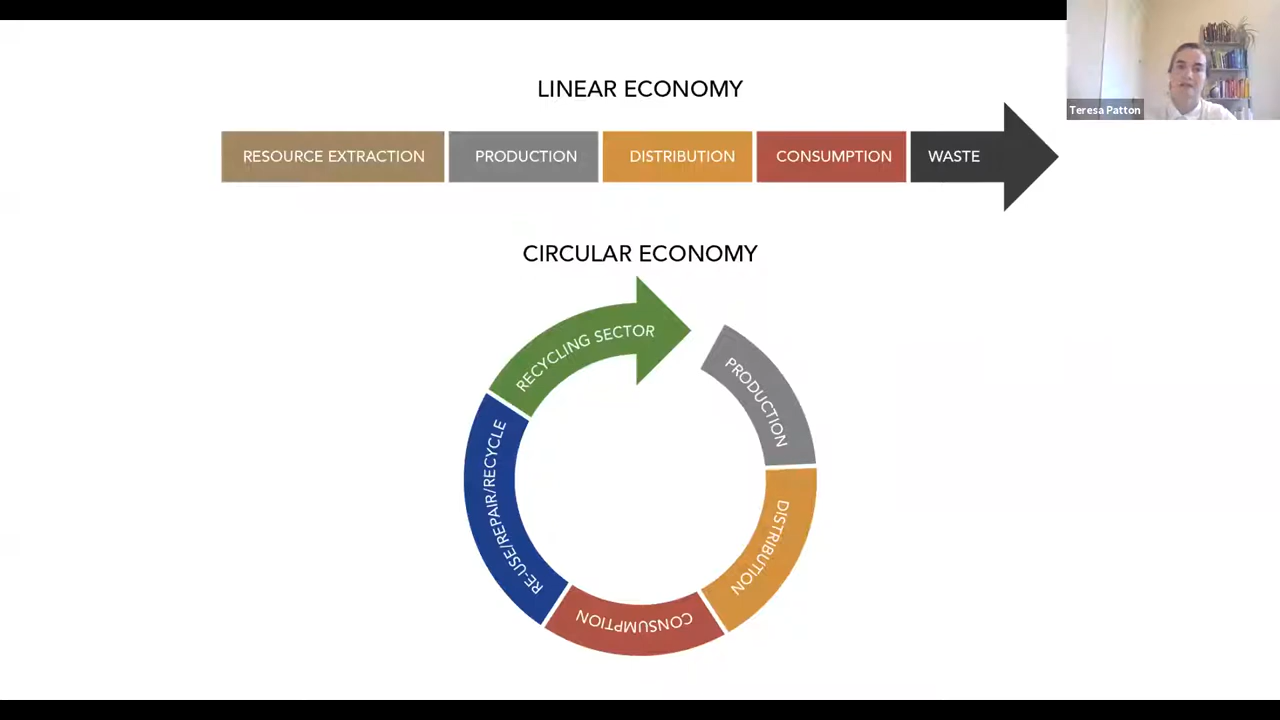 Teresa Patton
LINEAR ECONOMY
RESOURCE EXTRACTION
PRODUCTION
DISTRIBUTION
CONSUMPTION
WASTE
CIRCULAR ECONOMY
RECYCLING SECTOR
PRODUCTION
DISTRIBUTION
CONSUMPTION
RE-USE/REPAIR/RECYCLE